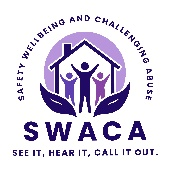 SAFETY WELLBEING AND CHALLENGING ABUSE
SWACA
SEE IT, HEAR IT, CALL IT OUT.